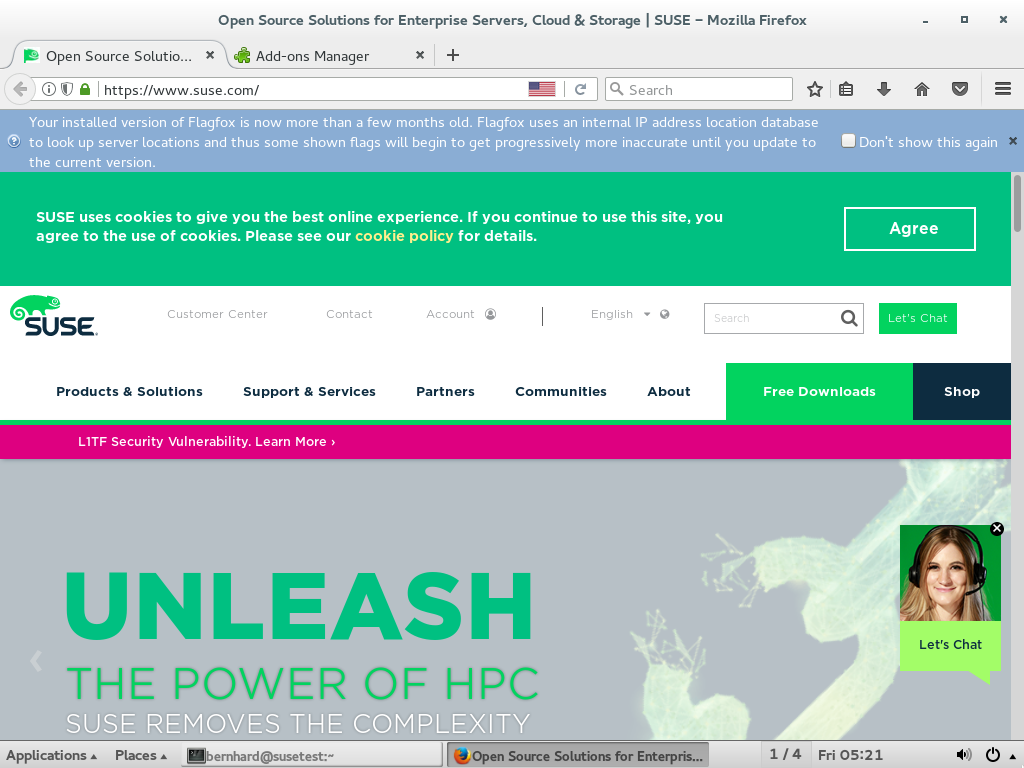 Open Source Solutions for Enterprise Servers, Cloud & Storage | SUSE – Mozilla Firefox
Open Source Solutio...
Add-ons Manager
https://www.suse.com/
Search
Your installed version of Flagfox is now more than a few months old. Flagfox uses an internal IP address location database
to look up server locations and thus some shown flags will begin to get progressively more inaccurate until you update to
the current version.
Don't show this again
SUSE uses cookies to give you the best online experience. If you continue to use this site, you
agree to the use of cookies. Please see our cookie policy for details.
Agree
SUSE
Customer Center
Contact
Account
English
Search
Let's Chat
Products & Solutions
Support & Services
Partners
Communities
About
Free Downloads
Shop
L1TF Security Vulnerability. Learn More ›
UNLEASH
THE POWER OF HPC
SUSE REMOVES THE COMPLEXITY
Let's Chat
Applications
Places
bernhard@susetest:~
Open Source Solutions for Enterpris...
1 / 4
Fri 05:21